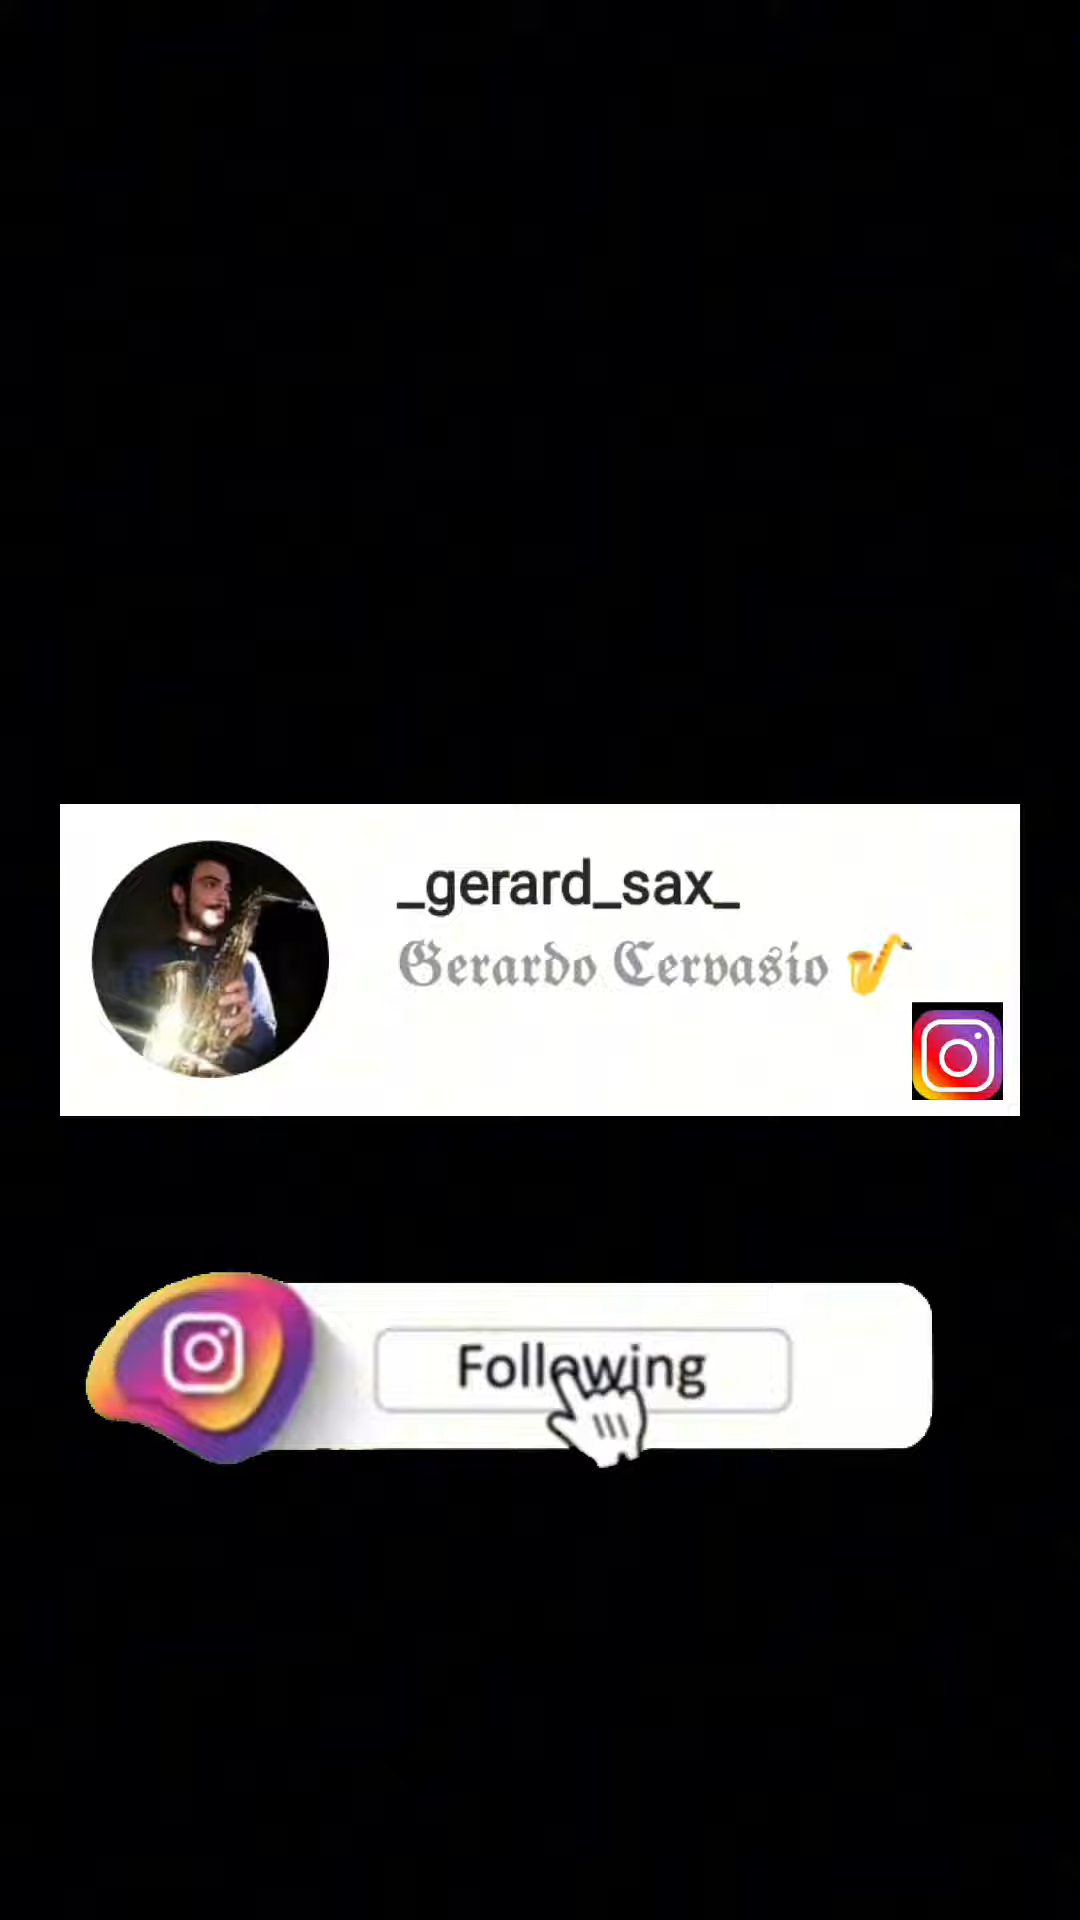 _gerard_sax_
𝕲𝖊𝖗𝖆𝖗𝖉𝖔 𝕮𝖊𝖗𝖛𝖆𝖘𝖎𝖔 🎷
Following